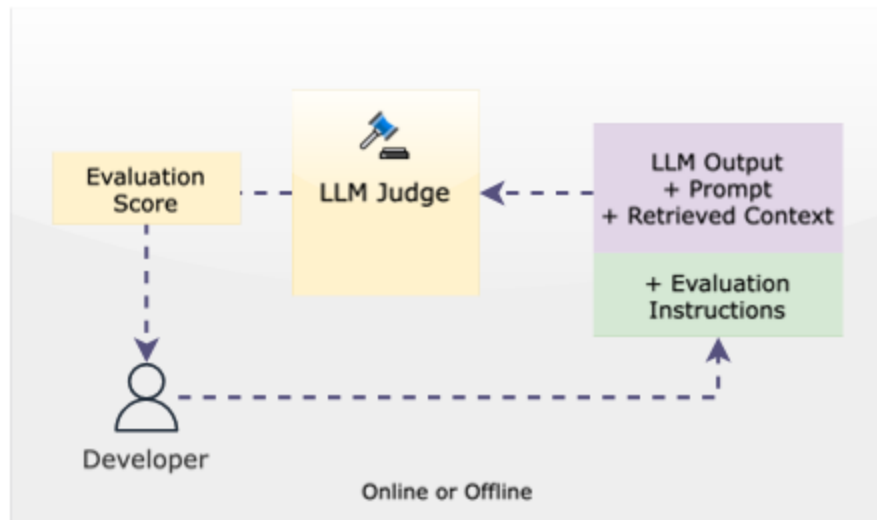 Evaluation
Score
LLM Judge
LLM Output
+ Prompt
+ Retrieved Context
+ Evaluation
Instructions
Developer
Online or Offline